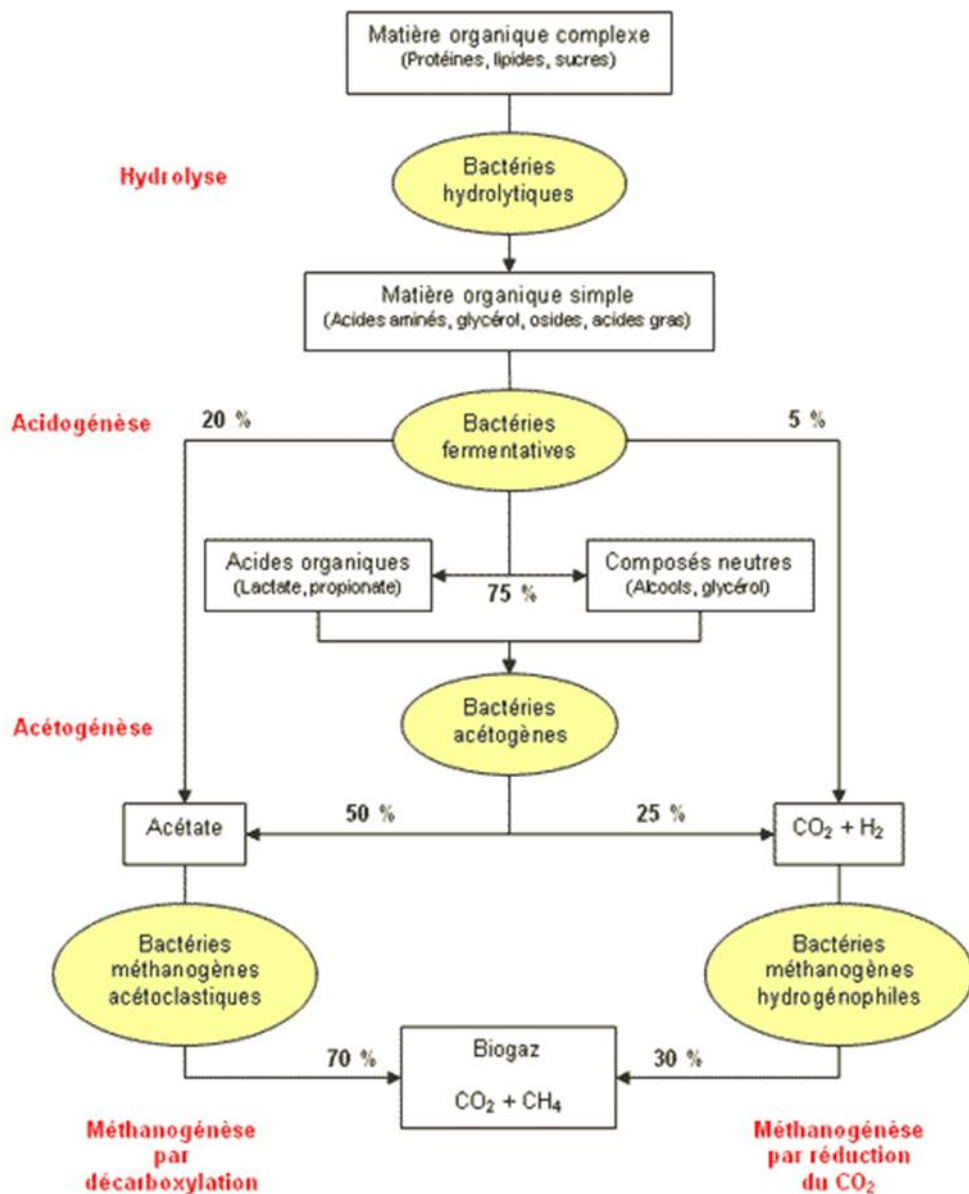 Matière organique complexe
(Protéines, lipides, sucres)
Hydrolyse
Bactéries
hydrolytiques
Matière organique simple
(Acides aminés, glycérol, osides, acides gras)
Acidogénèse
20 %
Bactéries
fermentatives
5 %
Acides organiques
(Lactate, propionate)
75 %
Composés neutres
(Alcools, glycérol)
Acétogénèse
Bactéries
acétogènes
Acétate
50 %
25 %
CO₂ + H₂
Bactéries
méthanogènes
acétoclastiques
Bactéries
méthanogènes
hydrogénophiles
70 %
Biogaz
CO₂ + CH₄
30 %
Méthanogénèse
par
décarboxylation
Méthanogénèse
par réduction
du CO₂